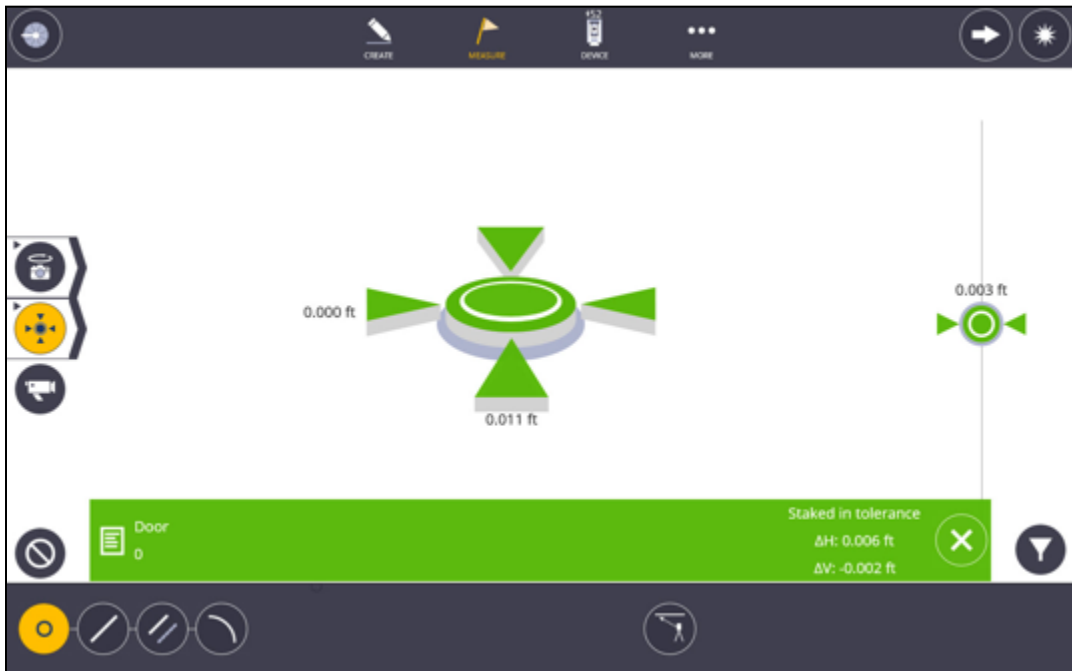 +52
CREATE
MEASURE
DEVICE
MORE
0.003 ft
0.000 ft
0.011 ft
Door
0
Staked in tolerance
ΔH: 0.006 ft
ΔV: -0.002 ft